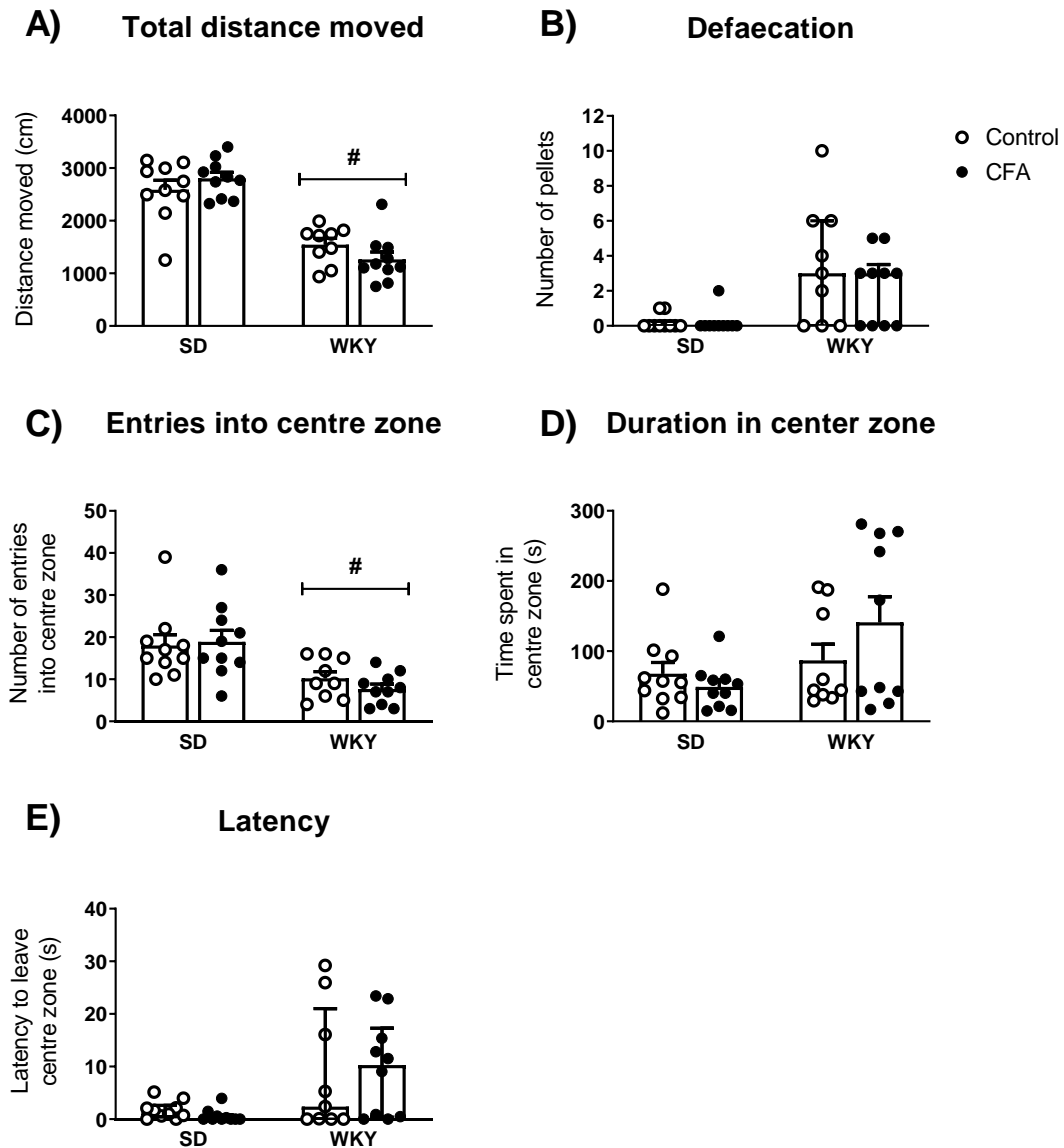 A) Total distance moved
Distance moved (cm)
4000
3000
2000
1000
0
#
SD WKY
B) Defaecation
Number of pellets
12
10
8
6
4
2
0
SD WKY
Control
CFA
C) Entries into centre zone
Number of entries
into centre zone
50
40
30
20
10
0
#
SD WKY
D) Duration in center zone
Time spent in
centre zone (s)
300
200
100
0
SD WKY
E) Latency
Latency to leave
centre zone (s)
40
30
20
10
0
SD WKY